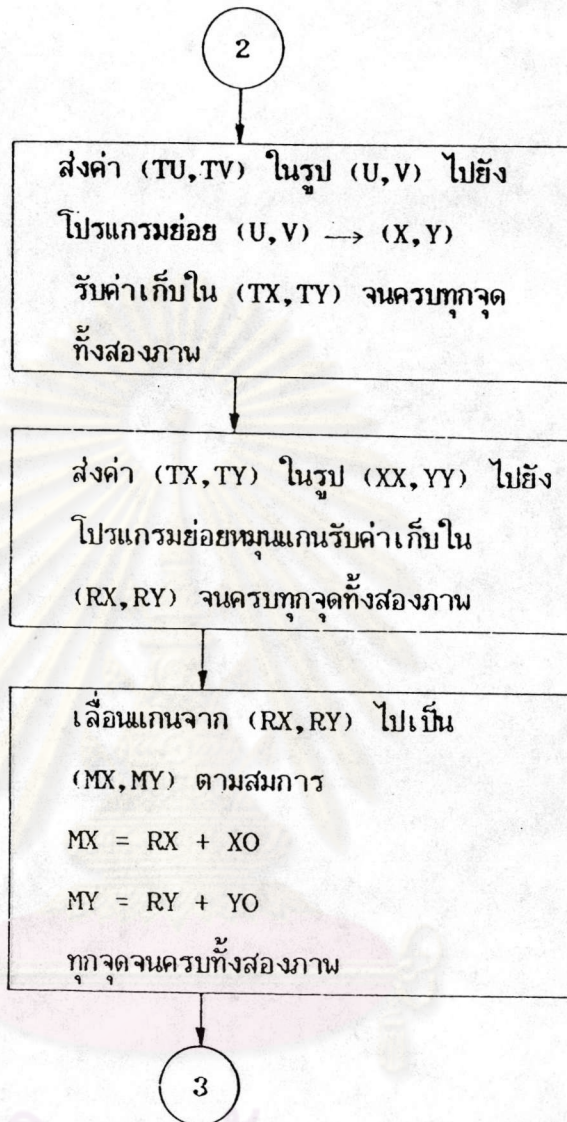 2
ส่งค่า (TU,TV) ในรูป (U,V) ไปยัง
โปรแกรมย่อย (U,V) —> (X,Y)
รับค่าเก็บใน (TX,TY) จนครบทุกจุด
ทั้งสองภาพ
ส่งค่า (TX,TY) ในรูป (XX,YY) ไปยัง
โปรแกรมย่อยหมุนแกนรับค่าเก็บใน
(RX,RY) จนครบทุกจุดทั้งสองภาพ
เลื่อนแกนจาก (RX,RY) ไปเป็น
(MX,MY) ตามสมการ
MX = RX + XO
MY = RY + YO
ทุกจุดจนครบทั้งสองภาพ
3